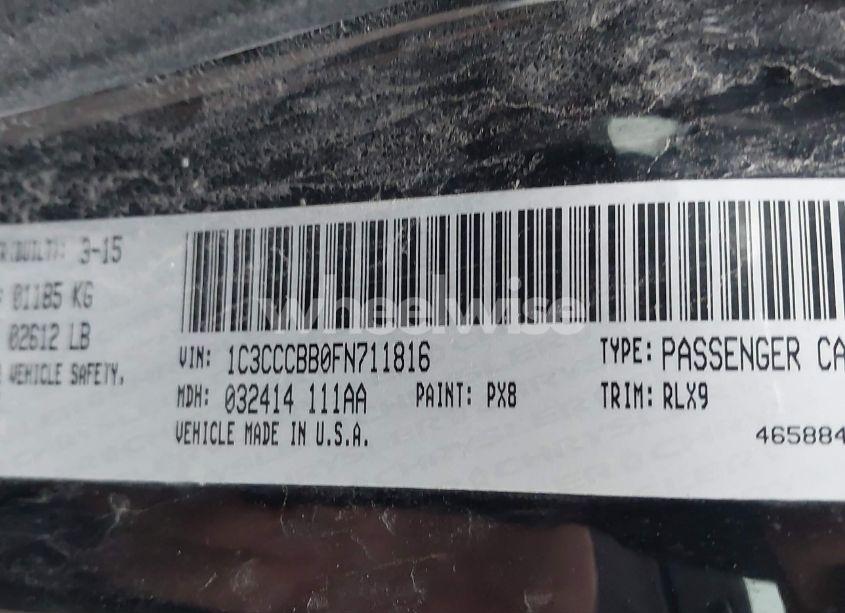 R(BUILT): 3-15
01185 KG
02612 LB
VEHICLE SAFETY.
wheelwise
VIN: 1C3CCCBB0FN711816
TYPE: PASSENGER CA
MDH: 032414 111AA
PAINT: PX8
TRIM: RLX9
VEHICLE MADE IN U.S.A.
465884